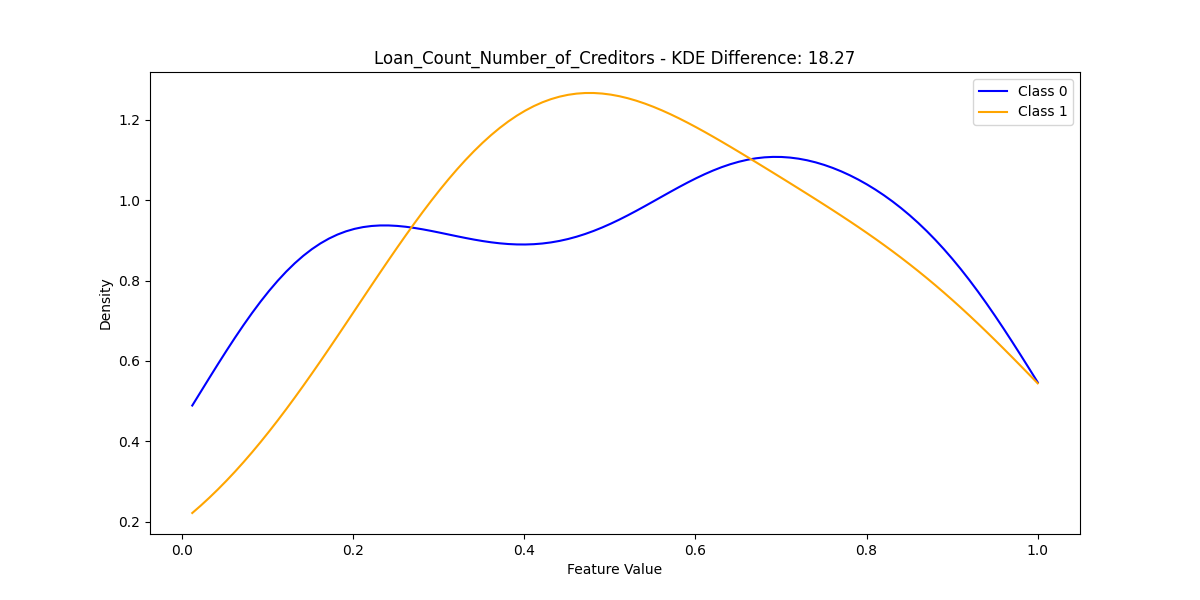 Loan_Count_Number_of_Creditors - KDE Difference: 18.27
Class 0
Class 1
Density
1.2
1.0
0.8
0.6
0.4
0.2
0.0
0.2
0.4
0.6
0.8
1.0
Feature Value